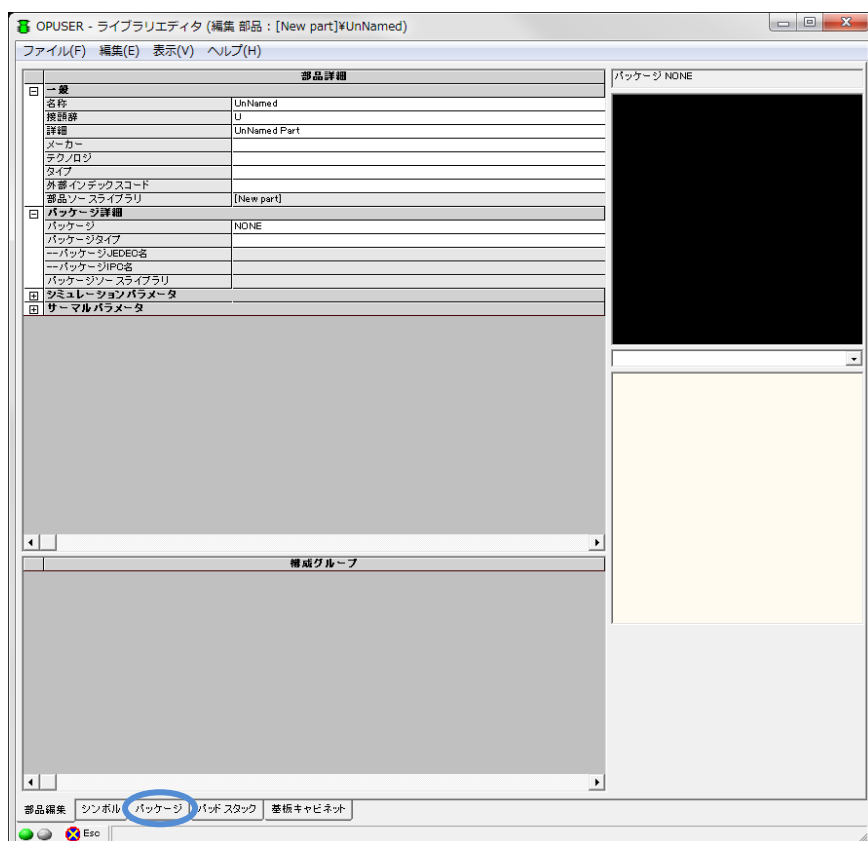 OPUSER - ライブラリエディタ (編集 部品 : [New part]¥UnNamed)
ファイル(F) 編集(E) 表示(V) ヘルプ(H)
部品詳細
一般
名称 UnNamed
接頭辞 U
詳細 UnNamed Part
メーカー
テクノロジ
タイプ
外部インデックスコード
部品ソースライブラリ [New part]
パッケージ詳細
パッケージ NONE
パッケージタイプ
--パッケージJEDEC名
--パッケージIPC名
パッケージソースライブラリ
シミュレーションパラメータ
サーマルパラメータ
パッケージ NONE
構成グループ
部品編集 シンボル パッケージ パッド スタック 基板キャビネット
Esc